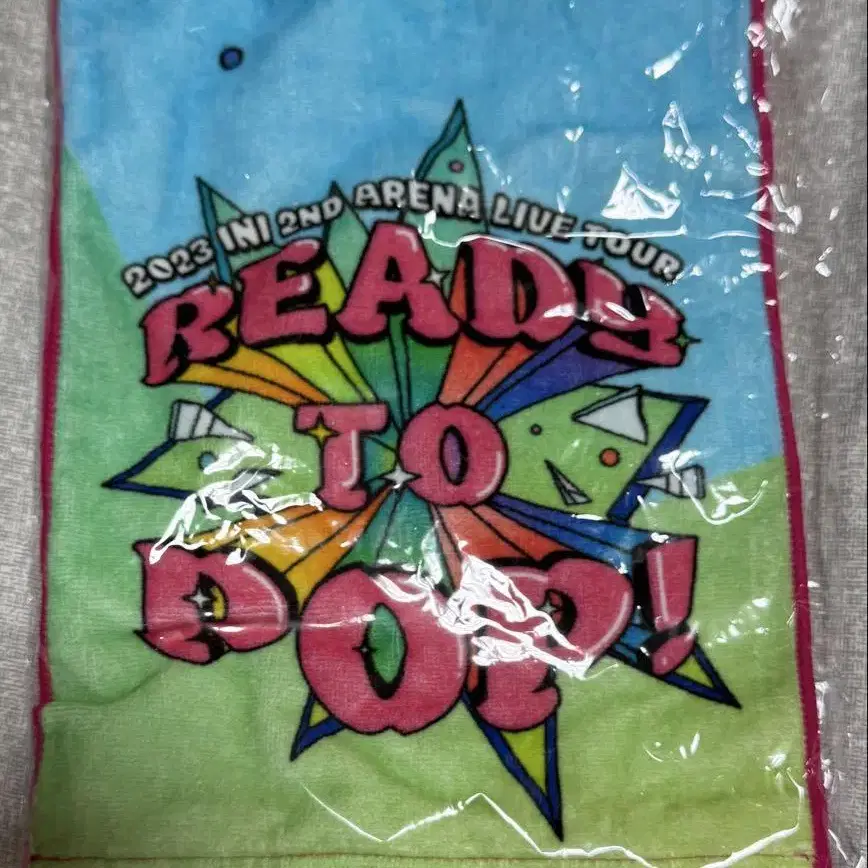 2023 INI 2ND ARENA LIVE TOUR
READY
TO
POP!